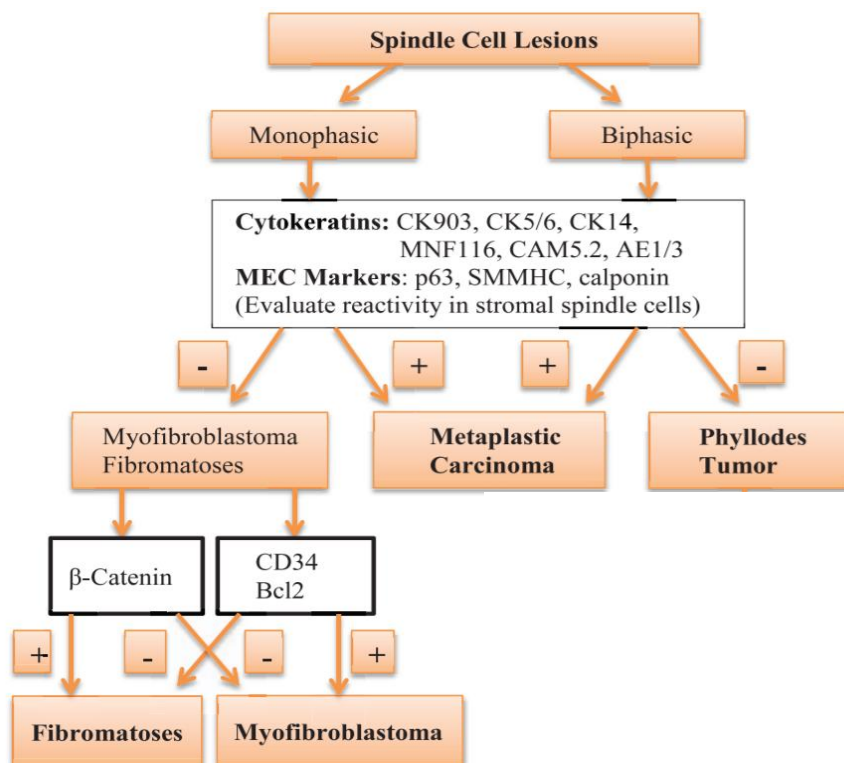 Spindle Cell Lesions
Monophasic
Biphasic
Cytokeratins: CK903, CK5/6, CK14,
MNF116, CAM5.2, AE1/3
MEC Markers: p63, SMMHC, calponin
(Evaluate reactivity in stromal spindle cells)
-
+
+
-
Myofibroblastoma
Fibromatoses
Metaplastic
Carcinoma
Phyllodes
Tumor
β-Catenin
CD34
Bcl2
+
-
-
+
Fibromatoses
Myofibroblastoma